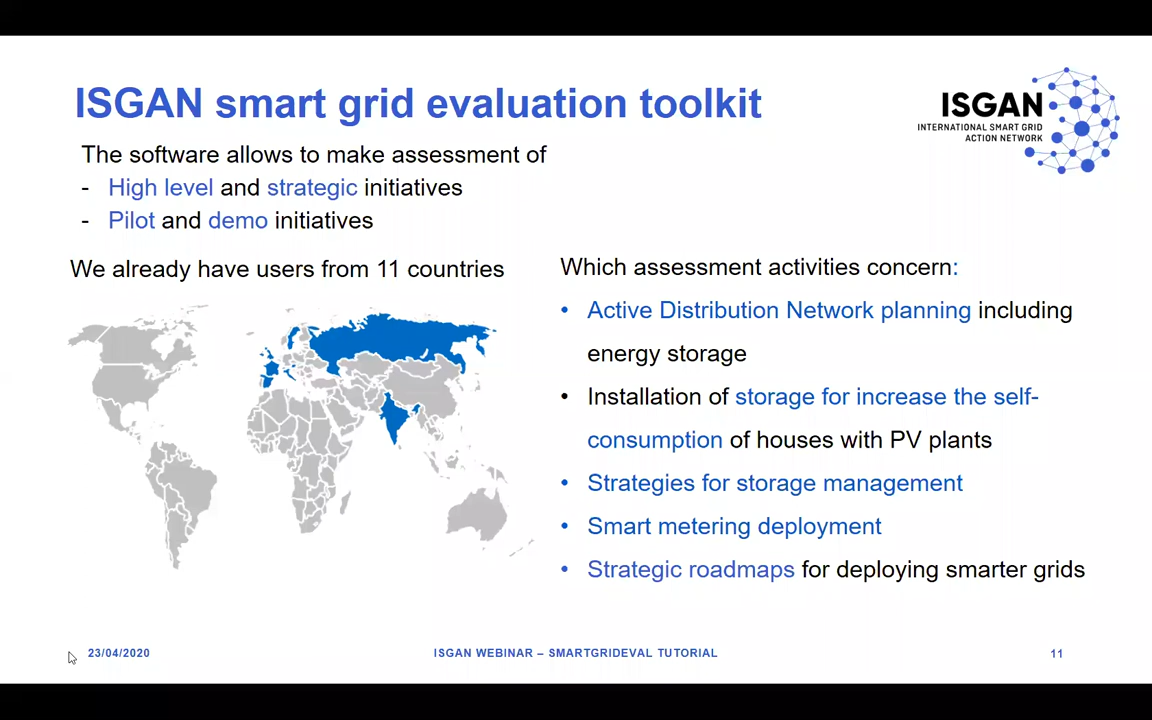 ISGAN smart grid evaluation toolkit
ISGAN
INTERNATIONAL SMART GRID
ACTION NETWORK
The software allows to make assessment of
- High level and strategic initiatives
- Pilot and demo initiatives
We already have users from 11 countries
Which assessment activities concern:
• Active Distribution Network planning including
energy storage
• Installation of storage for increase the self-
consumption of houses with PV plants
• Strategies for storage management
• Smart metering deployment
• Strategic roadmaps for deploying smarter grids
23/04/2020
ISGAN WEBINAR – SMARTGRIDEVAL TUTORIAL
11